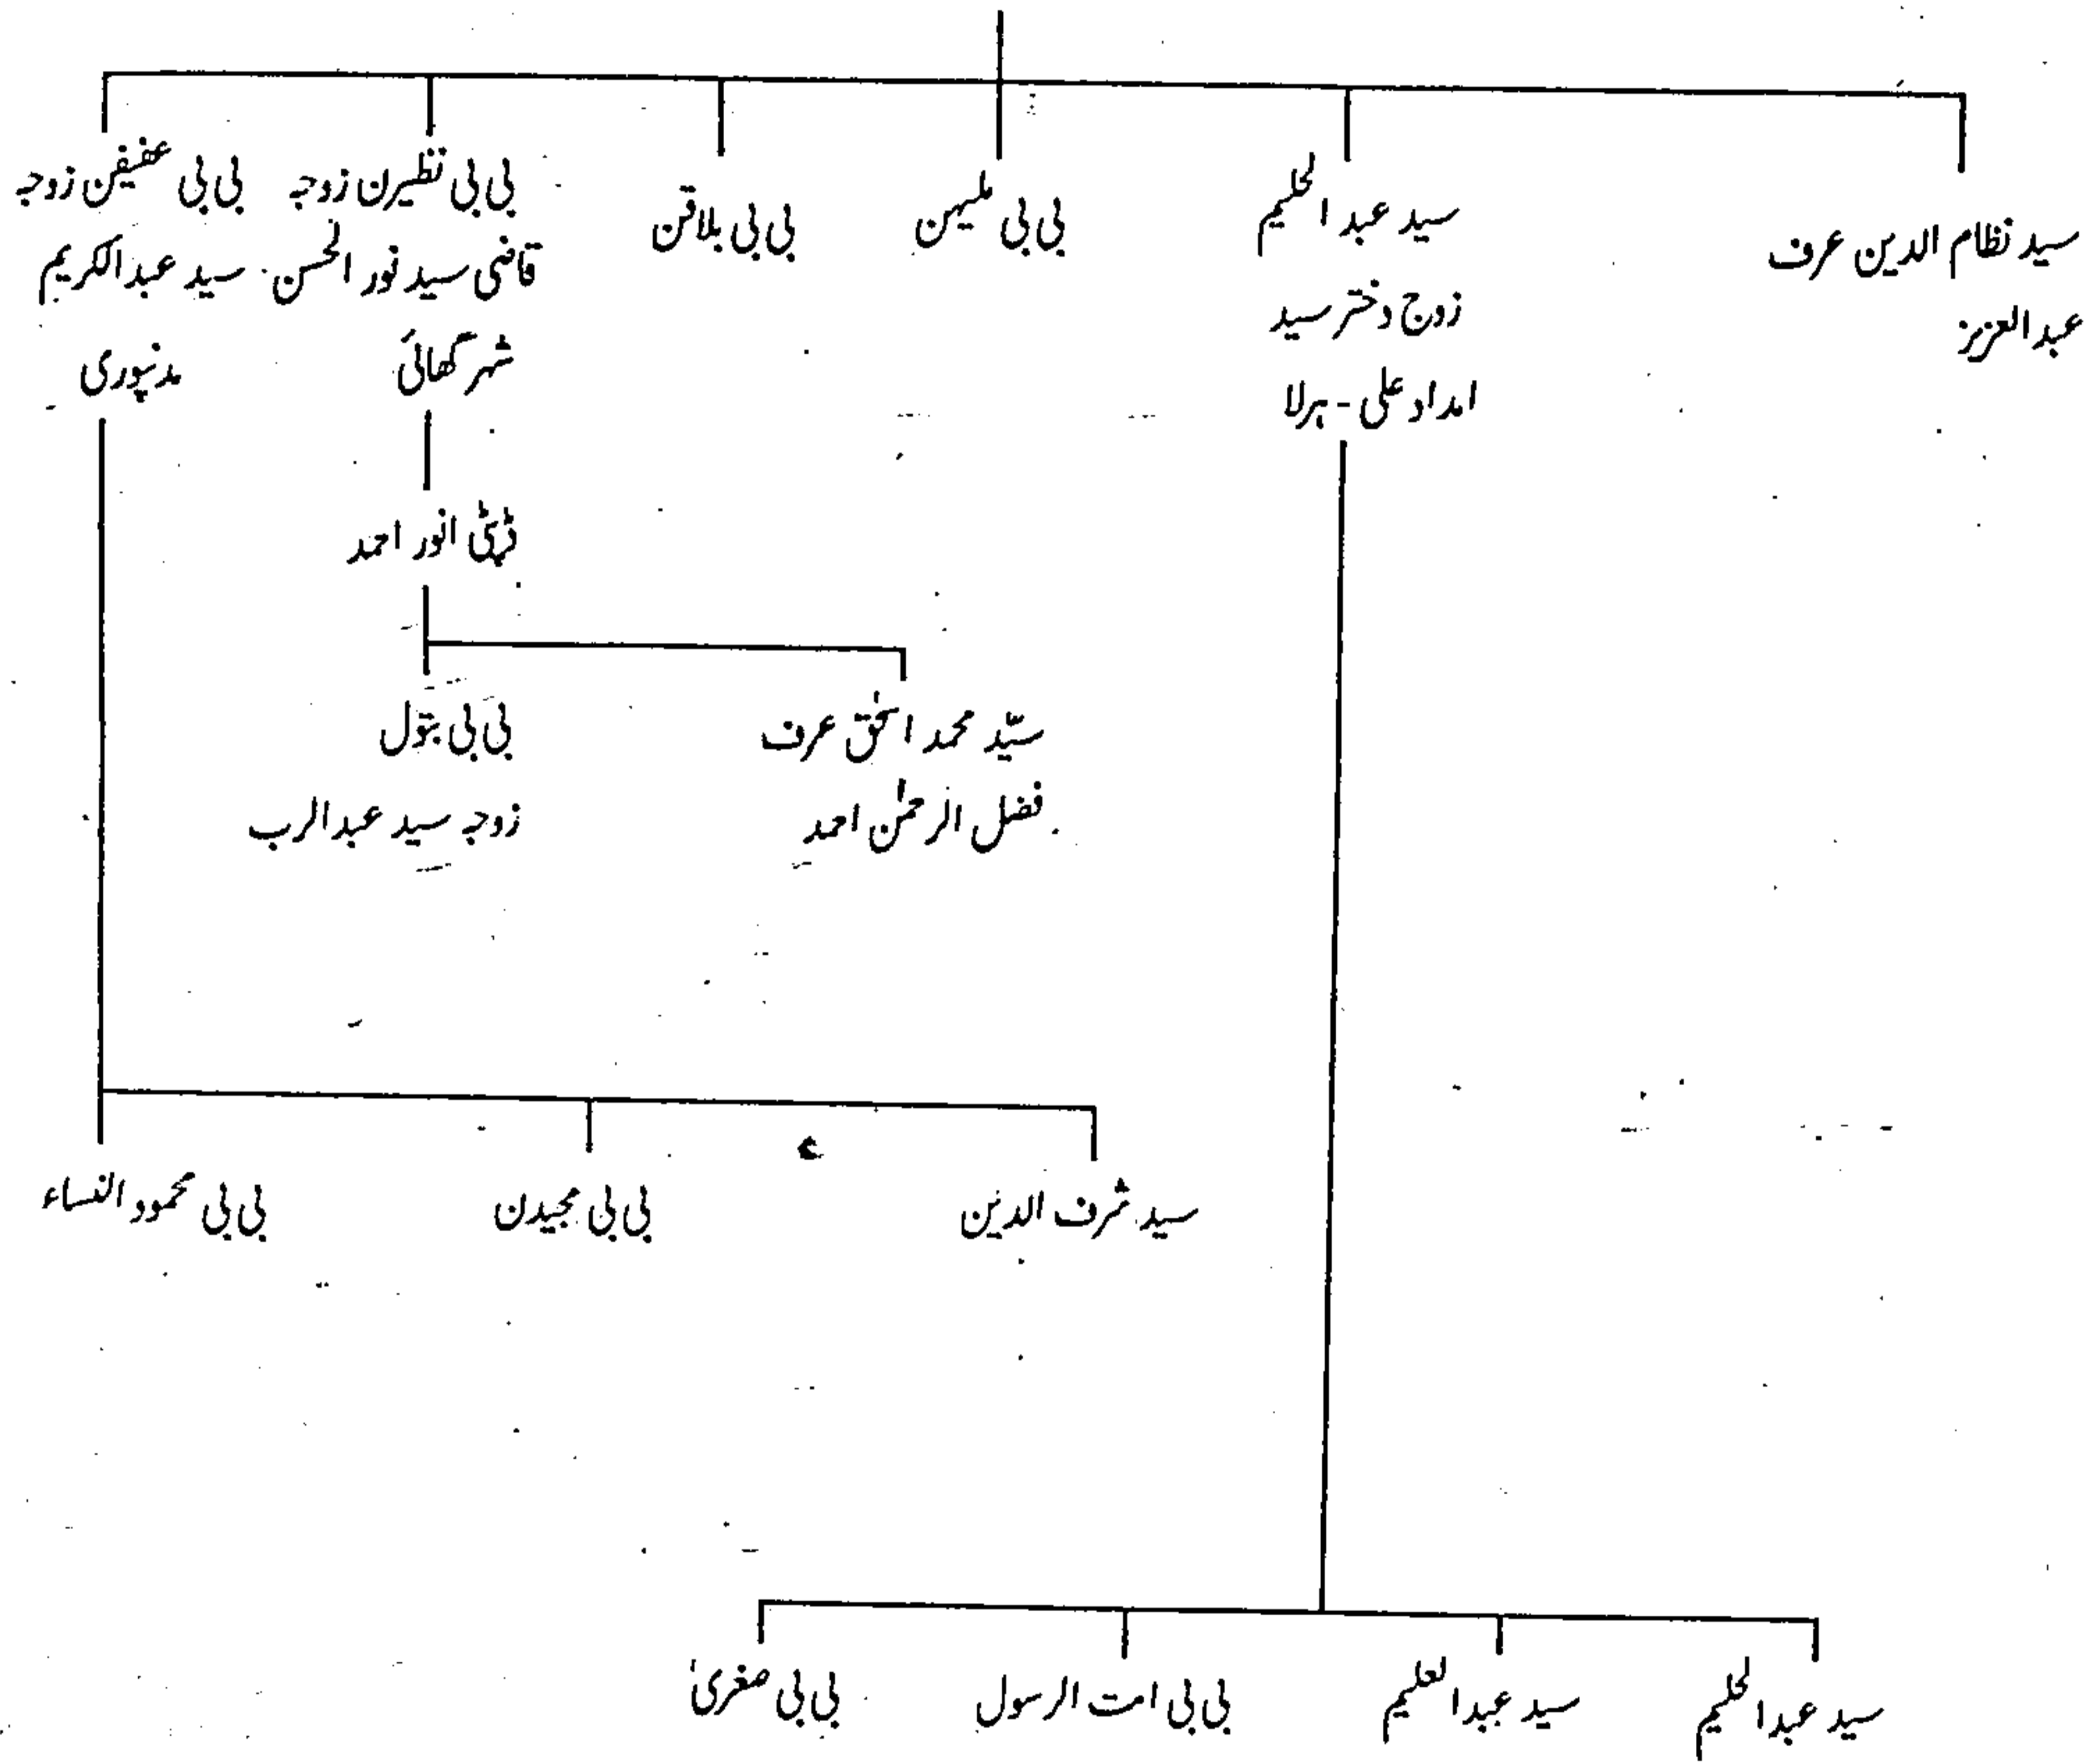 سید نظام الدین عرف
عبدالعزیز
سید عبدالحلیم
زوج دختر سید
امداد علی - ہرلا
بی بی ملیہن
بی بی بلاقن
بی بی نظیرن زوجہ
قاضی سید نور الحسن
شہر گھاٹی
بی بی عفیفن زوجہ
سید عبدالکریم
مدنپوری
ڈپٹی انور احمد
سیّد محمد اسحٰق عرف
فضل الرحمٰن احمد
بی بی بتول
زوجہ سید عبدالرب
سید شرف الدین
بی بی مجیدن
بی بی محمود النساء
سید عبدالحلیم
سید عبدالعلیم
بی بی امت الرسول
بی بی صغریٰ